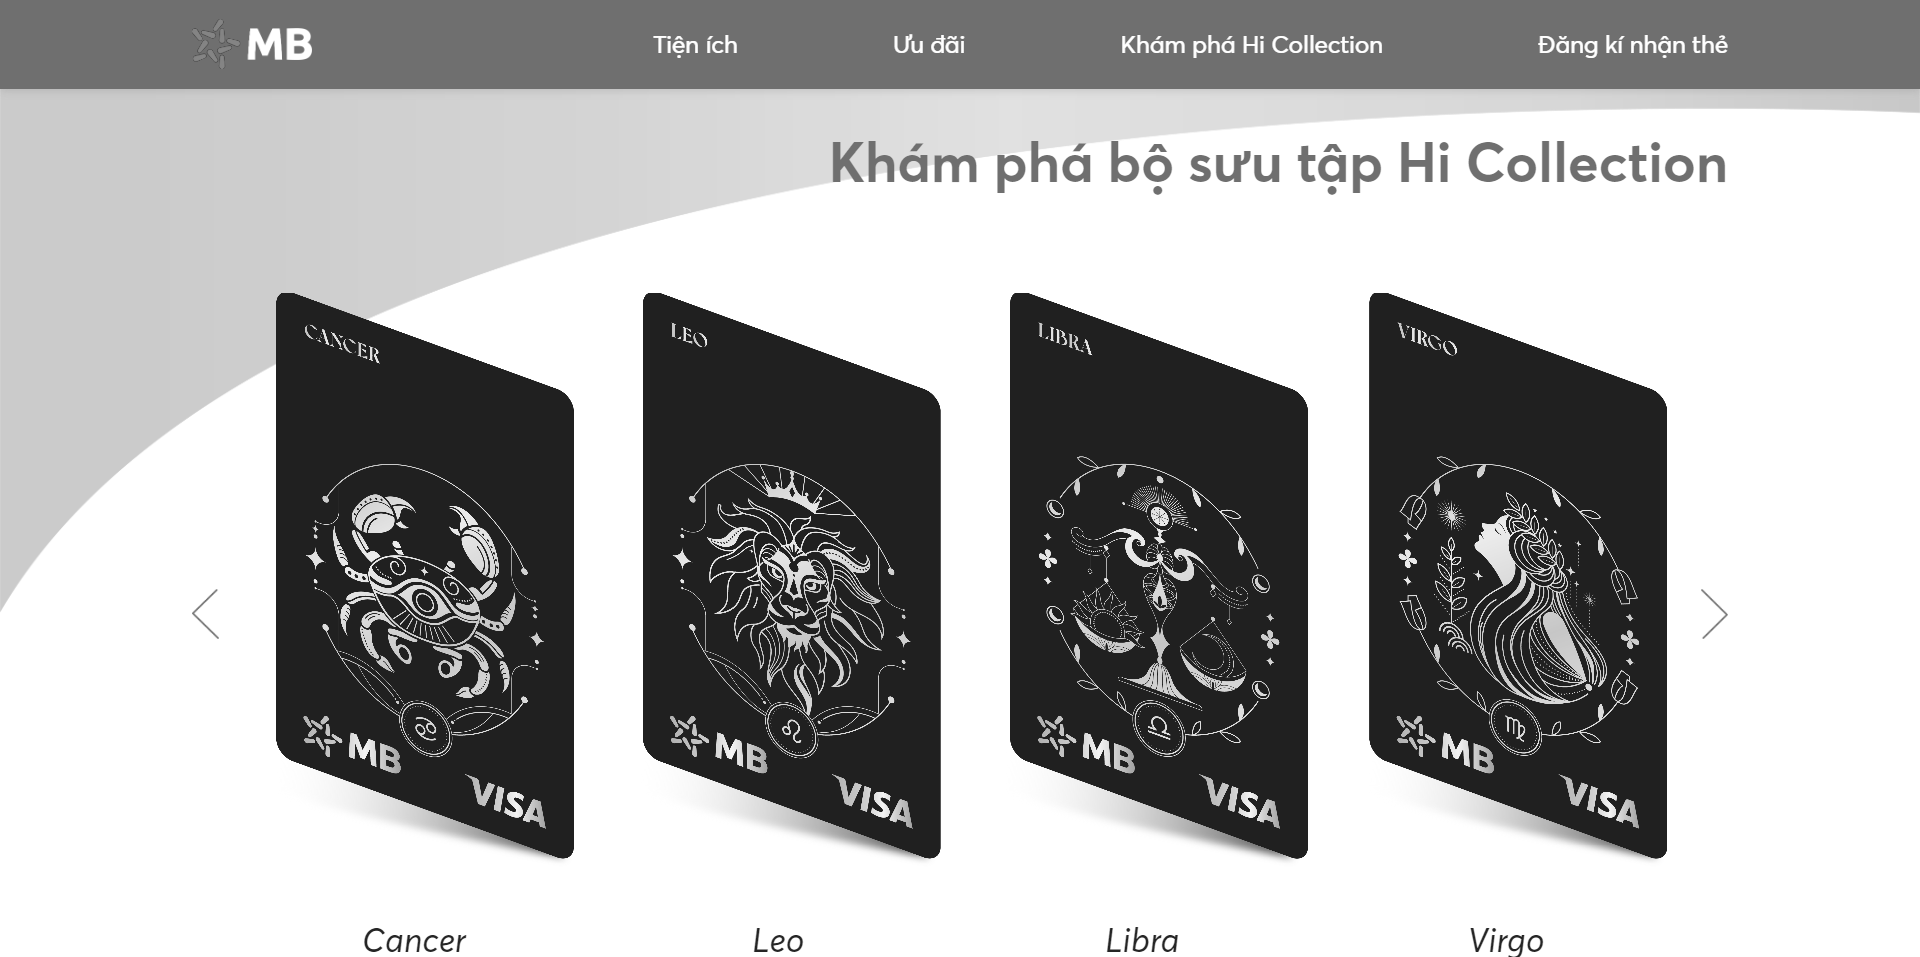 MB
Tiện ích
Ưu đãi
Khám phá Hi Collection
Đăng kí nhận thẻ
Khám phá bộ sưu tập Hi Collection
CANCER
LEO
LIBRA
VIRGO
MB
VISA
MB
VISA
MB
VISA
MB
VISA
Cancer
Leo
Libra
Virgo